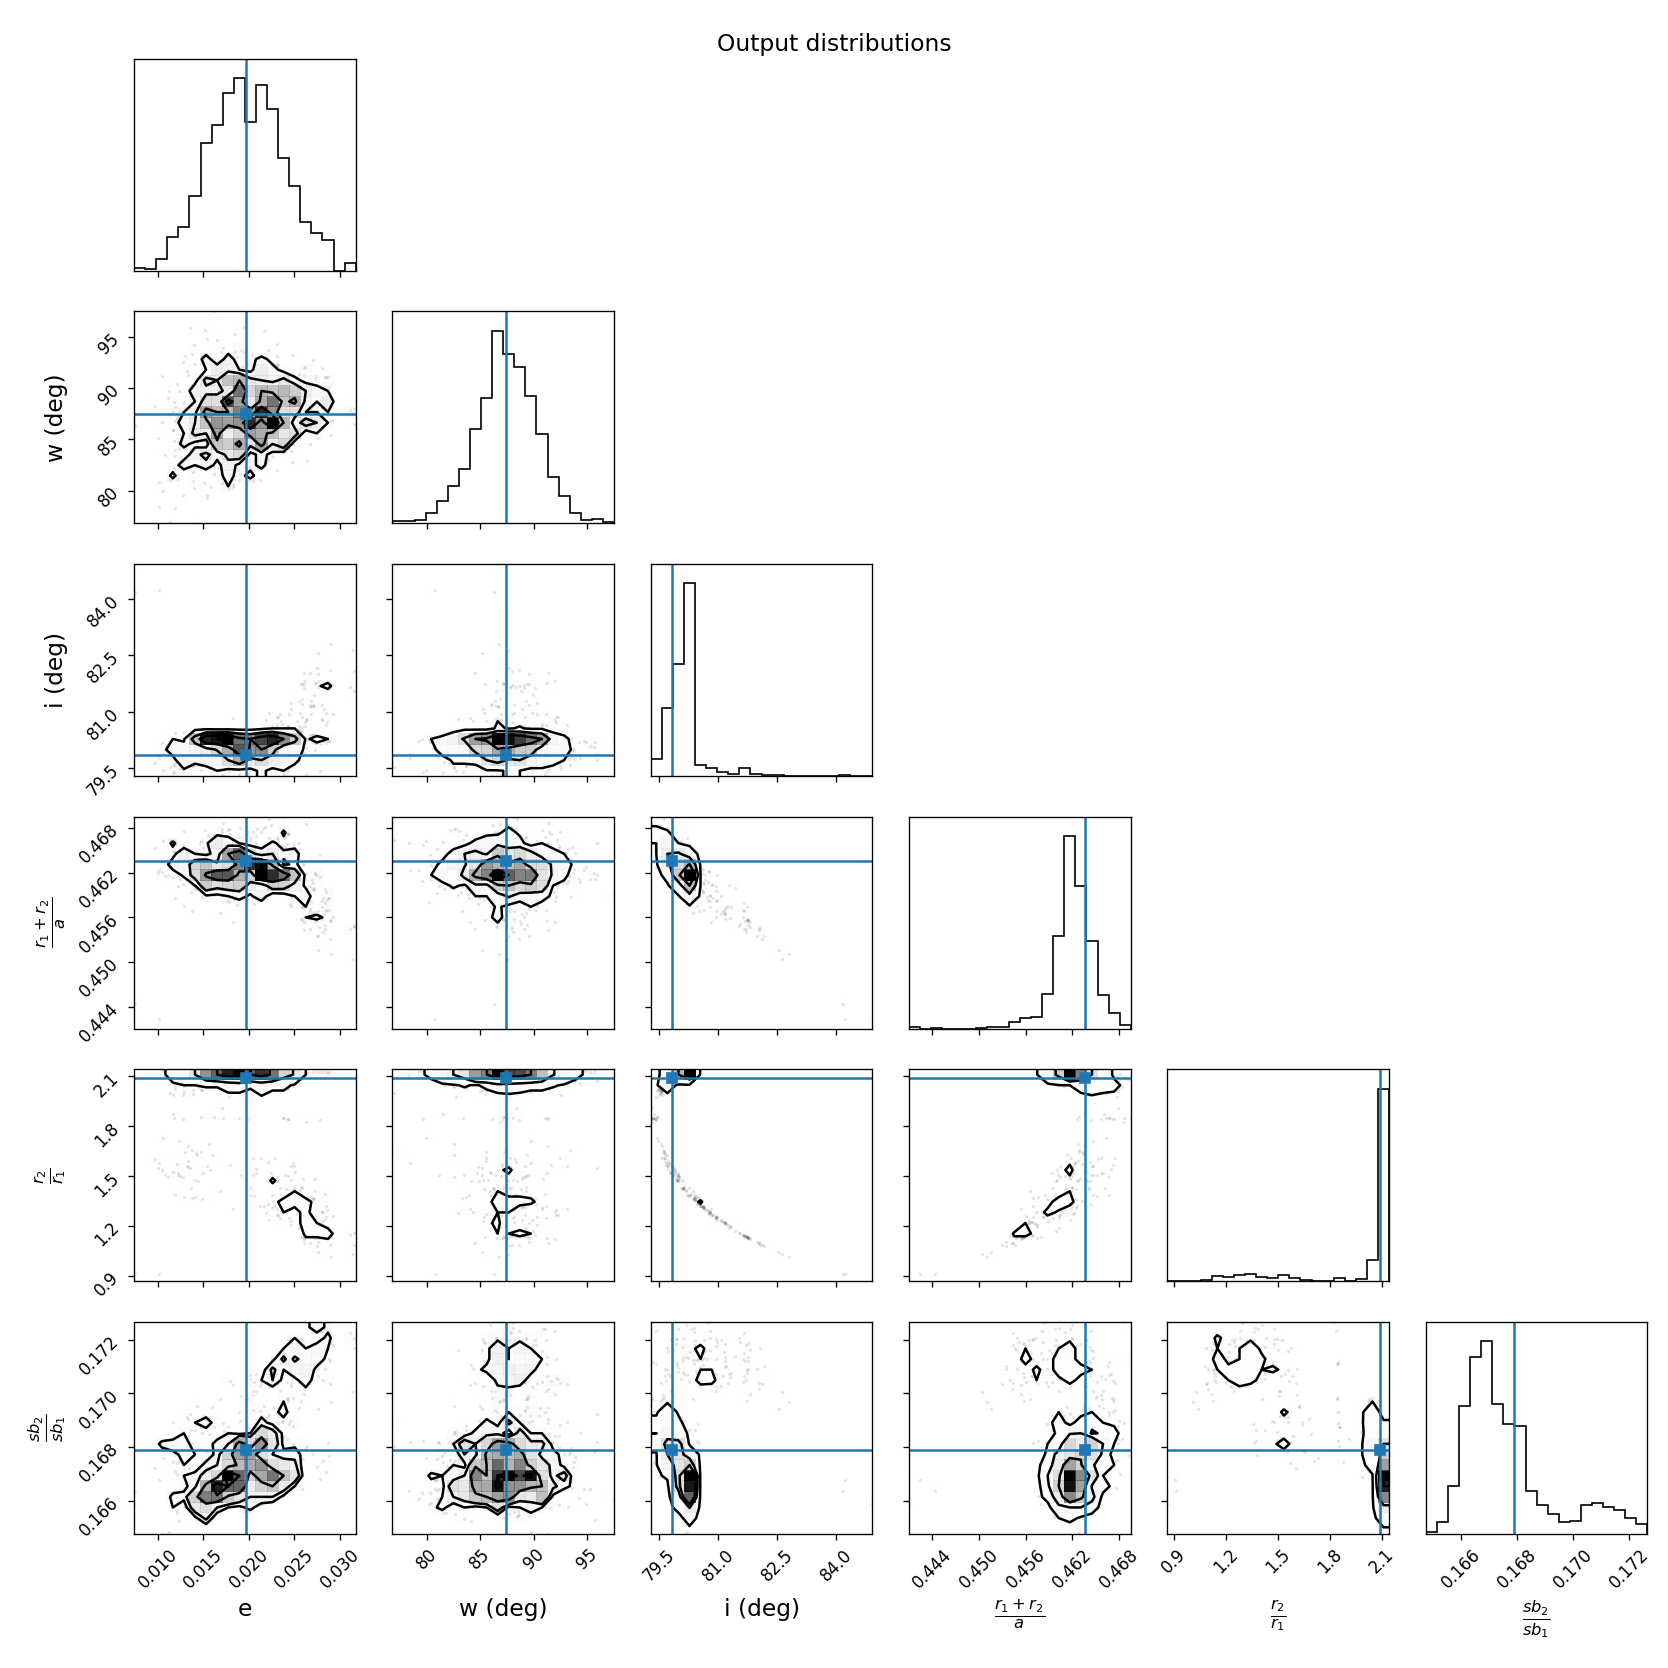 Output distributions
w (deg)
95
90
85
80
i (deg)
84.0
82.5
81.0
79.5
r₁ + r₂
a
0.468
0.462
0.456
0.450
0.444
r₂
r₁
2.1
1.8
1.5
1.2
0.9
sb₂
sb₁
0.172
0.170
0.168
0.166
0.010 0.015 0.020 0.025 0.030 80 85 90 95 79.5 81.0 82.5 84.0 0.444 0.450 0.456 0.462 0.468 0.9 1.2 1.5 1.8 2.1 0.166 0.168 0.170 0.172
e w (deg) i (deg) r₁ + r₂ r₂ sb₂
a r₁ sb₁